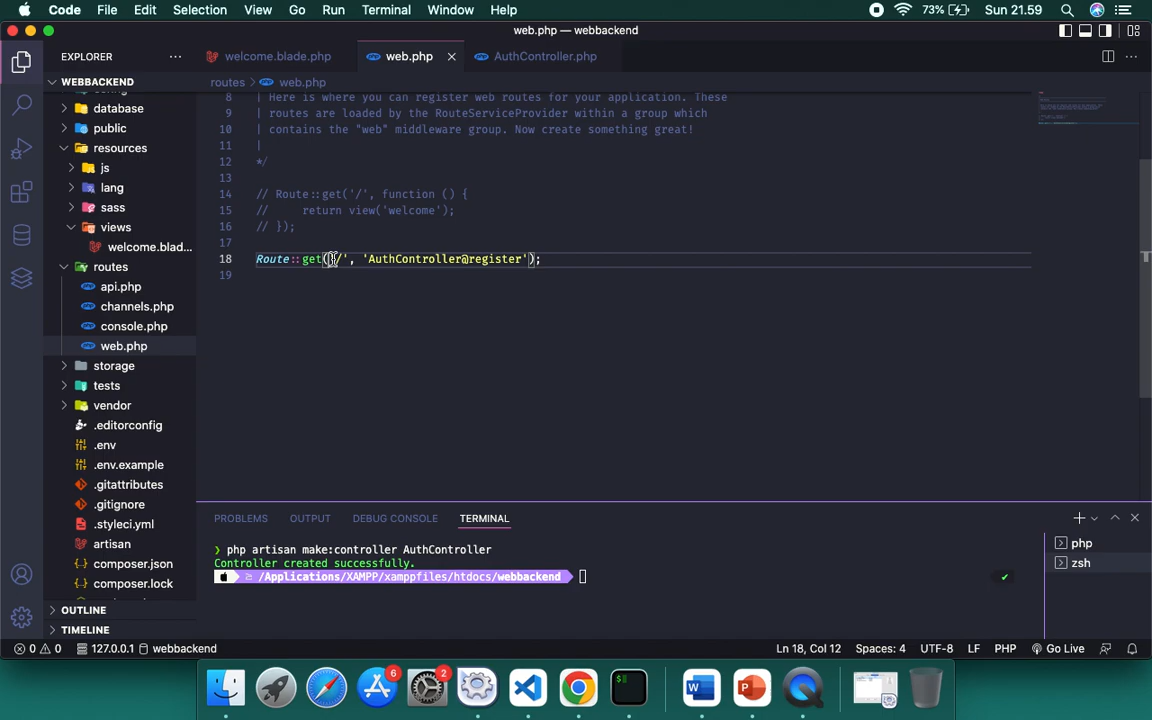 Code File Edit Selection View Go Run Terminal Window Help 73% Sun 21.59
web.php — webbackend
EXPLORER
welcome.blade.php web.php AuthController.php
WEBBACKEND
routes > web.php
database
public
resources
js
lang
sass
views
welcome.blad...
routes
api.php
channels.php
console.php
web.php
storage
tests
vendor
.editorconfig
.env
.env.example
.gitattributes
.gitignore
.styleci.yml
artisan
composer.json
composer.lock
OUTLINE
TIMELINE
8 | Here is where you can register web routes for your application. These
9 | routes are loaded by the RouteServiceProvider within a group which
10 | contains the "web" middleware group. Now create something great!
11 |
12 */
13
14 // Route::get('/', function () {
15 //     return view('welcome');
16 // });
17
18 Route::get('/', 'AuthController@register');
19
PROBLEMS OUTPUT DEBUG CONSOLE TERMINAL
❯ php artisan make:controller AuthController
Controller created successfully.
/Applications/XAMPP/xamppfiles/htdocs/webbackend
php
zsh
0 0 127.0.0.1 webbackend Ln 18, Col 12 Spaces: 4 UTF-8 LF PHP Go Live
6 2